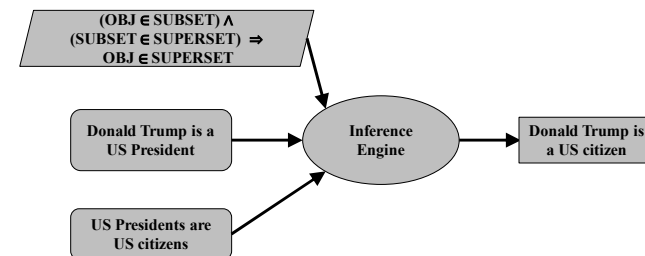 (OBJ ∈ SUBSET) ∧
(SUBSET ∈ SUPERSET) ⇒
OBJ ∈ SUPERSET
Donald Trump is a
US President
Inference
Engine
Donald Trump is
a US citizen
US Presidents are
US citizens